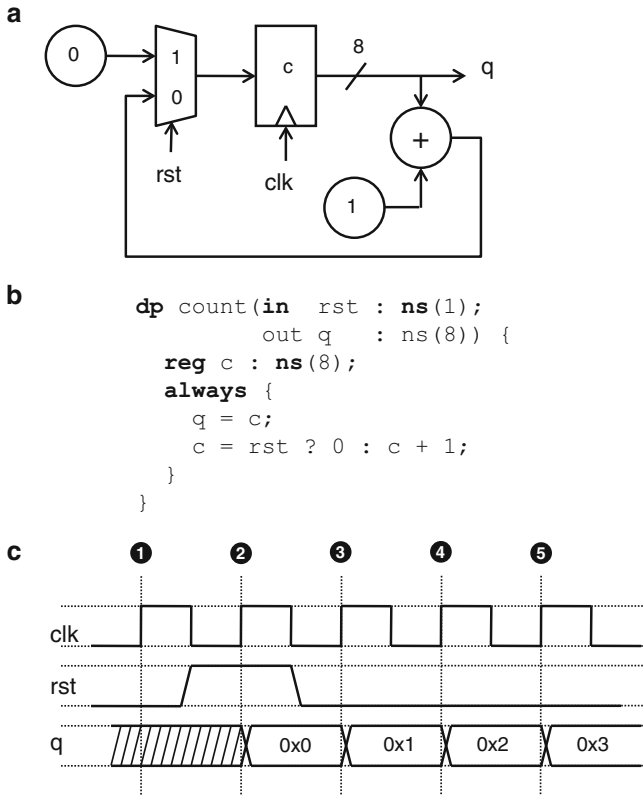 a
0
1
0
c
8
q
+
rst
clk
1
b
dp count(in rst : ns(1);
out q : ns(8)) {
reg c : ns(8);
always {
q = c;
c = rst ? 0 : c + 1;
}
}
c
1 2 3 4 5
clk
rst
q 0x0 0x1 0x2 0x3